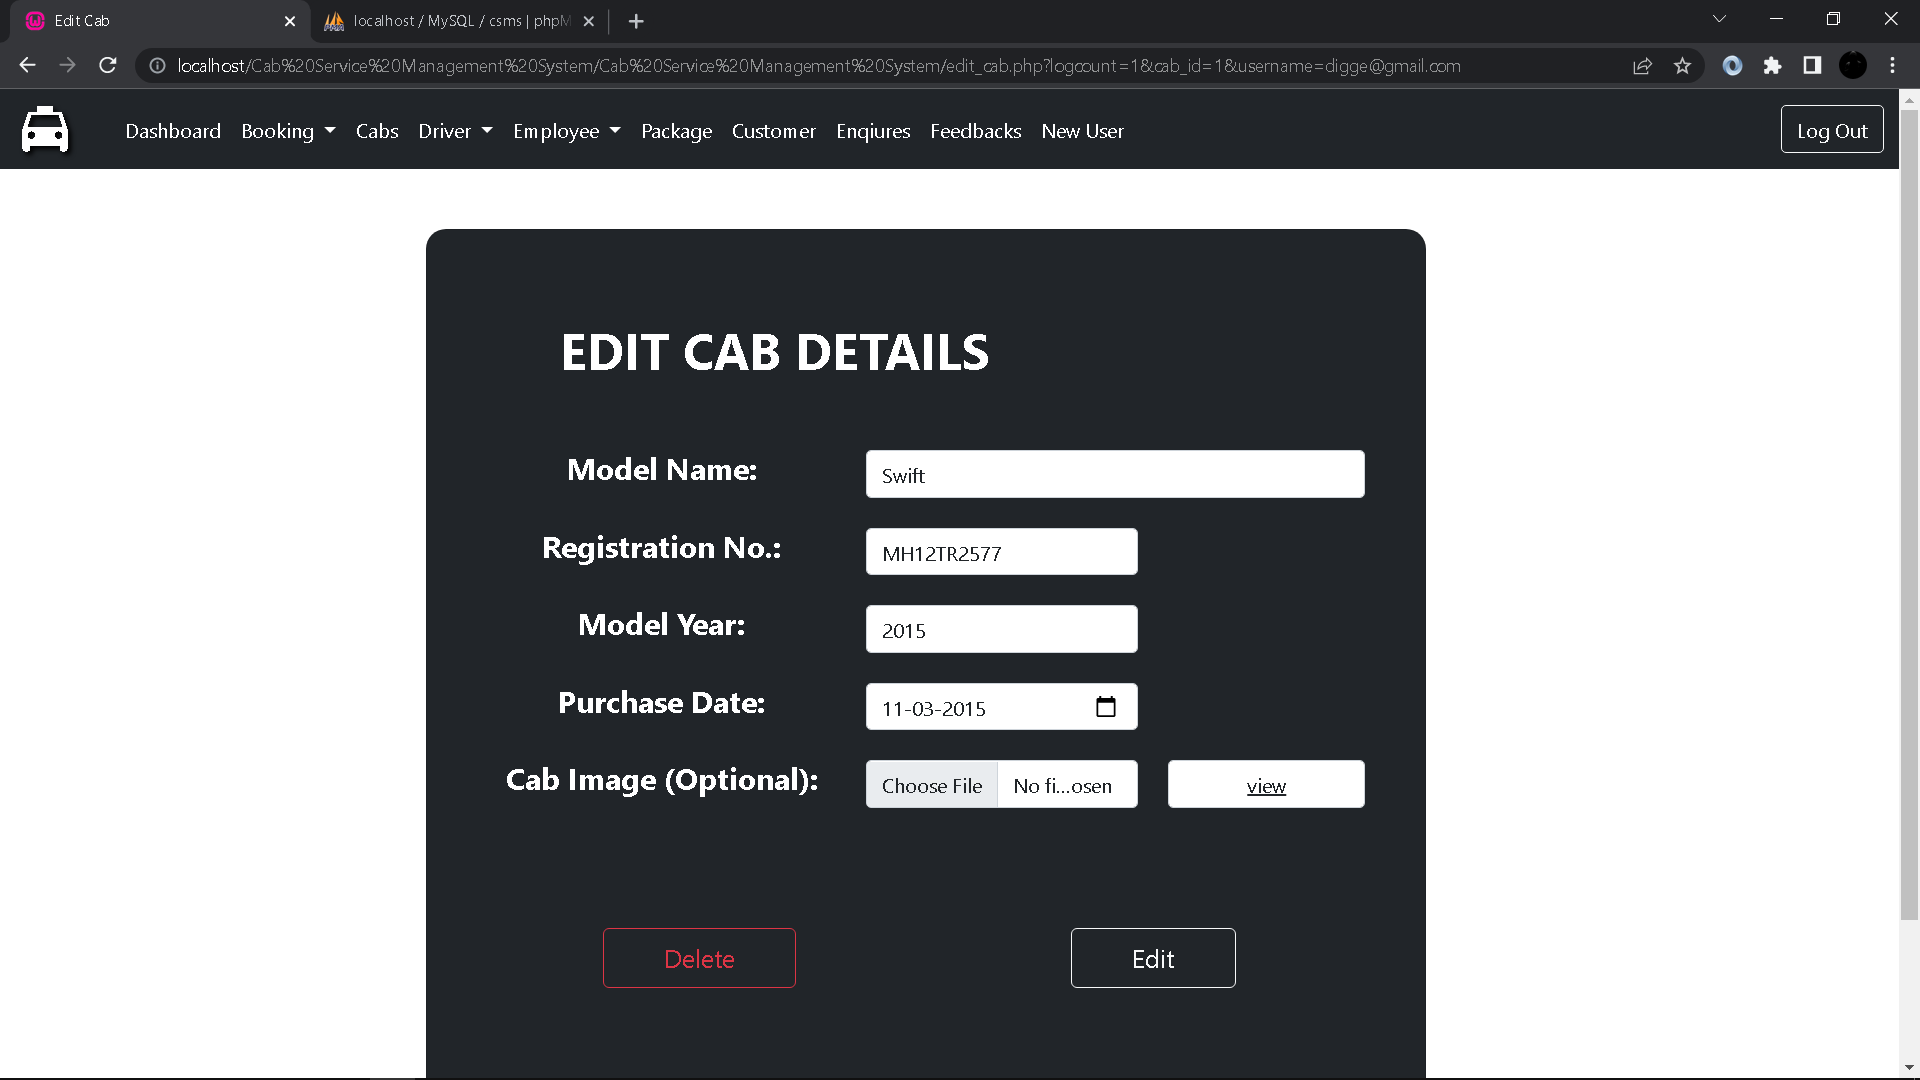 Edit Cab
localhost / MySQL / csms | phpM
localhost/Cab%20Service%20Management%20System/Cab%20Service%20Management%20System/edit_cab.php?logcount=1&cab_id=1&username=digge@gmail.com
Dashboard Booking Cabs Driver Employee Package Customer Enqiures Feedbacks New User Log Out
EDIT CAB DETAILS
Model Name: Swift
Registration No.: MH12TR2577
Model Year: 2015
Purchase Date: 11-03-2015
Cab Image (Optional): Choose File No fi...osen view
Delete Edit